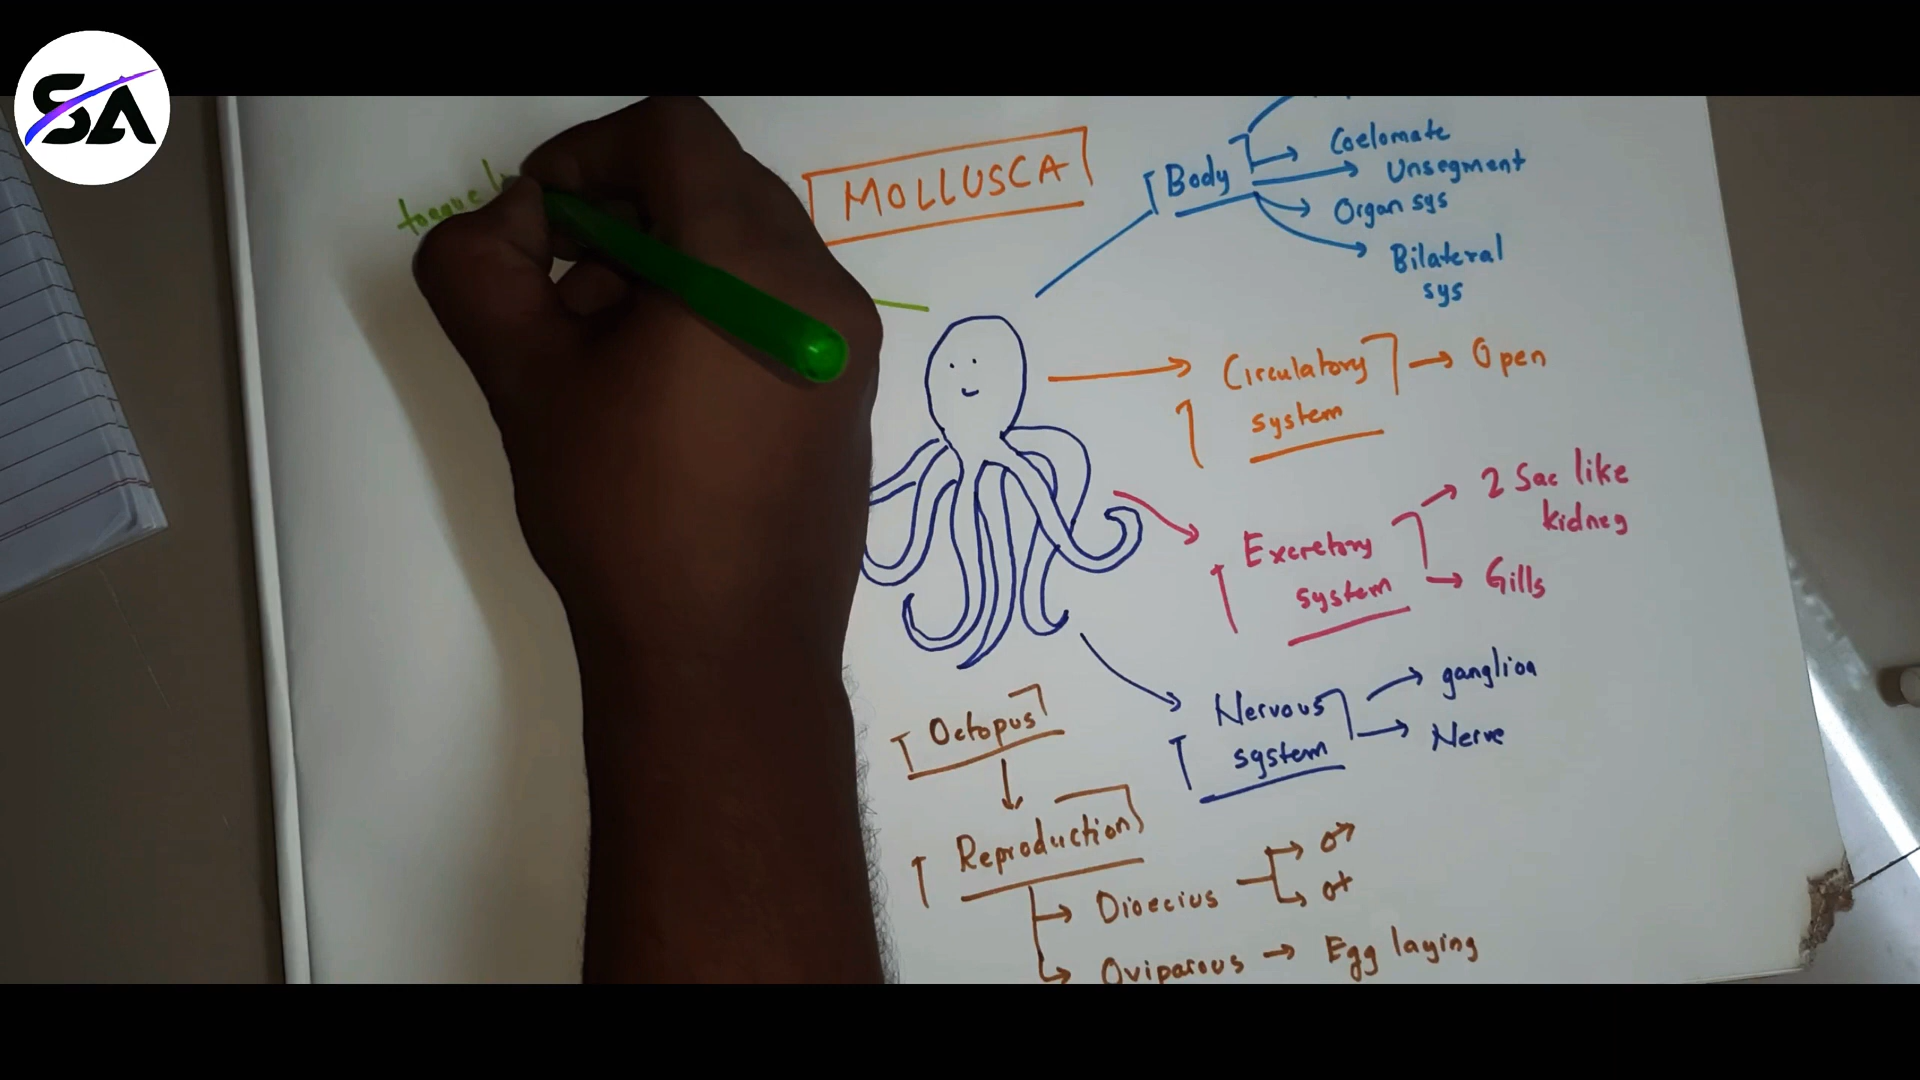 SA
tongue
MOLLUSCA
Body
Coelomate
Unsegment
Organ sys
Bilateral
sys
Circulatory
system
Open
Excretory
system
2 Sac like
kidney
Gills
Nervous
system
ganglion
Nerve
Octopus
Reproduction
Dioecius
Oviparous → Egg laying